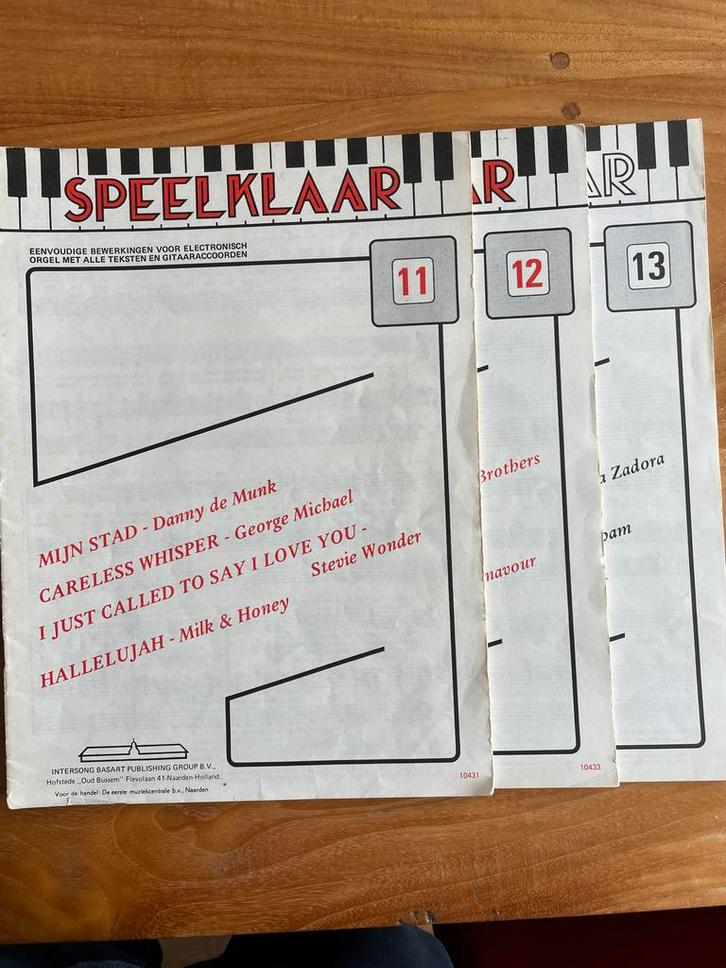 SPEELKLAAR
EENVOUDIGE BEWERKINGEN VOOR ELECTRONISCH
ORGEL MET ALLE TEKSTEN EN GITAARACCOORDEN
11
MIJN STAD - Danny de Munk
CARELESS WHISPER - George Michael
I JUST CALLED TO SAY I LOVE YOU -
Stevie Wonder
HALLELUJAH - Milk & Honey
INTERSONG BASART PUBLISHING GROUP B.V.,
Hofstede „Oud Bussem" Flevolaan 41-Naarden-Holland.
Voor de handel: De eerste muziekcentrale b.v., Naarden
10431
AR
12
Brothers
navour
10433
AR
13
a Zadora
pam